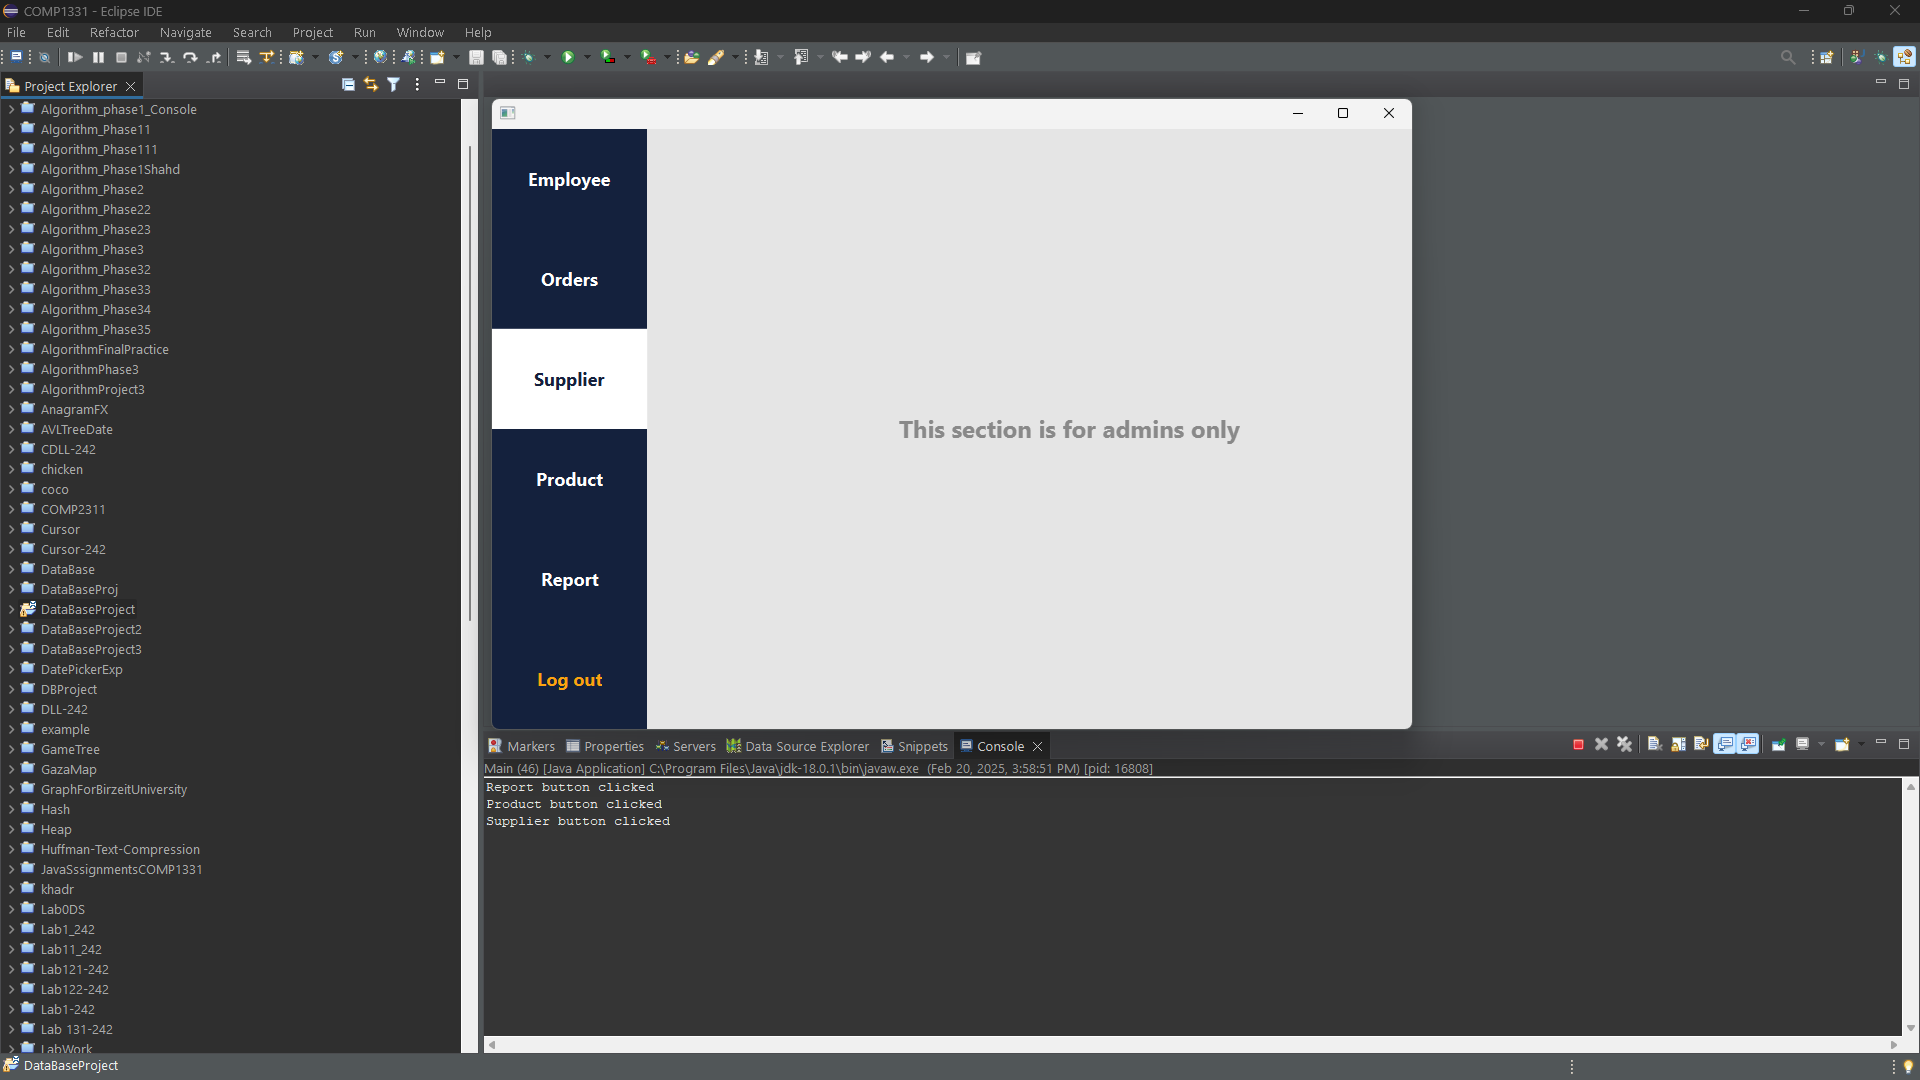 COMP1331 - Eclipse IDE
File Edit Refactor Navigate Search Project Run Window Help
Project Explorer
Algorithm_phase1_Console
Algorithm_Phase11
Algorithm_Phase111
Algorithm_Phase1Shahd
Algorithm_Phase2
Algorithm_Phase22
Algorithm_Phase23
Algorithm_Phase3
Algorithm_Phase32
Algorithm_Phase33
Algorithm_Phase34
Algorithm_Phase35
AlgorithmFinalPractice
AlgorithmPhase3
AlgorithmProject3
AnagramFX
AVLTreeDate
CDLL-242
chicken
coco
COMP2311
Cursor
Cursor-242
DataBase
DataBaseProj
DataBaseProject
DataBaseProject2
DataBaseProject3
DatePickerExp
DBProject
DLL-242
example
GameTree
GazaMap
GraphForBirzeitUniversity
Hash
Heap
Huffman-Text-Compression
JavaSssignmentsCOMP1331
khadr
Lab0DS
Lab1_242
Lab11_242
Lab121-242
Lab122-242
Lab1-242
Lab 131-242
LabWork
DataBaseProject
Employee
Orders
Supplier
Product
Report
Log out
This section is for admins only
Markers Properties Servers Data Source Explorer Snippets Console
Main (46) [Java Application] C:\Program Files\Java\jdk-18.0.1\bin\javaw.exe (Feb 20, 2025, 3:58:51 PM) [pid: 16808]
Report button clicked
Product button clicked
Supplier button clicked